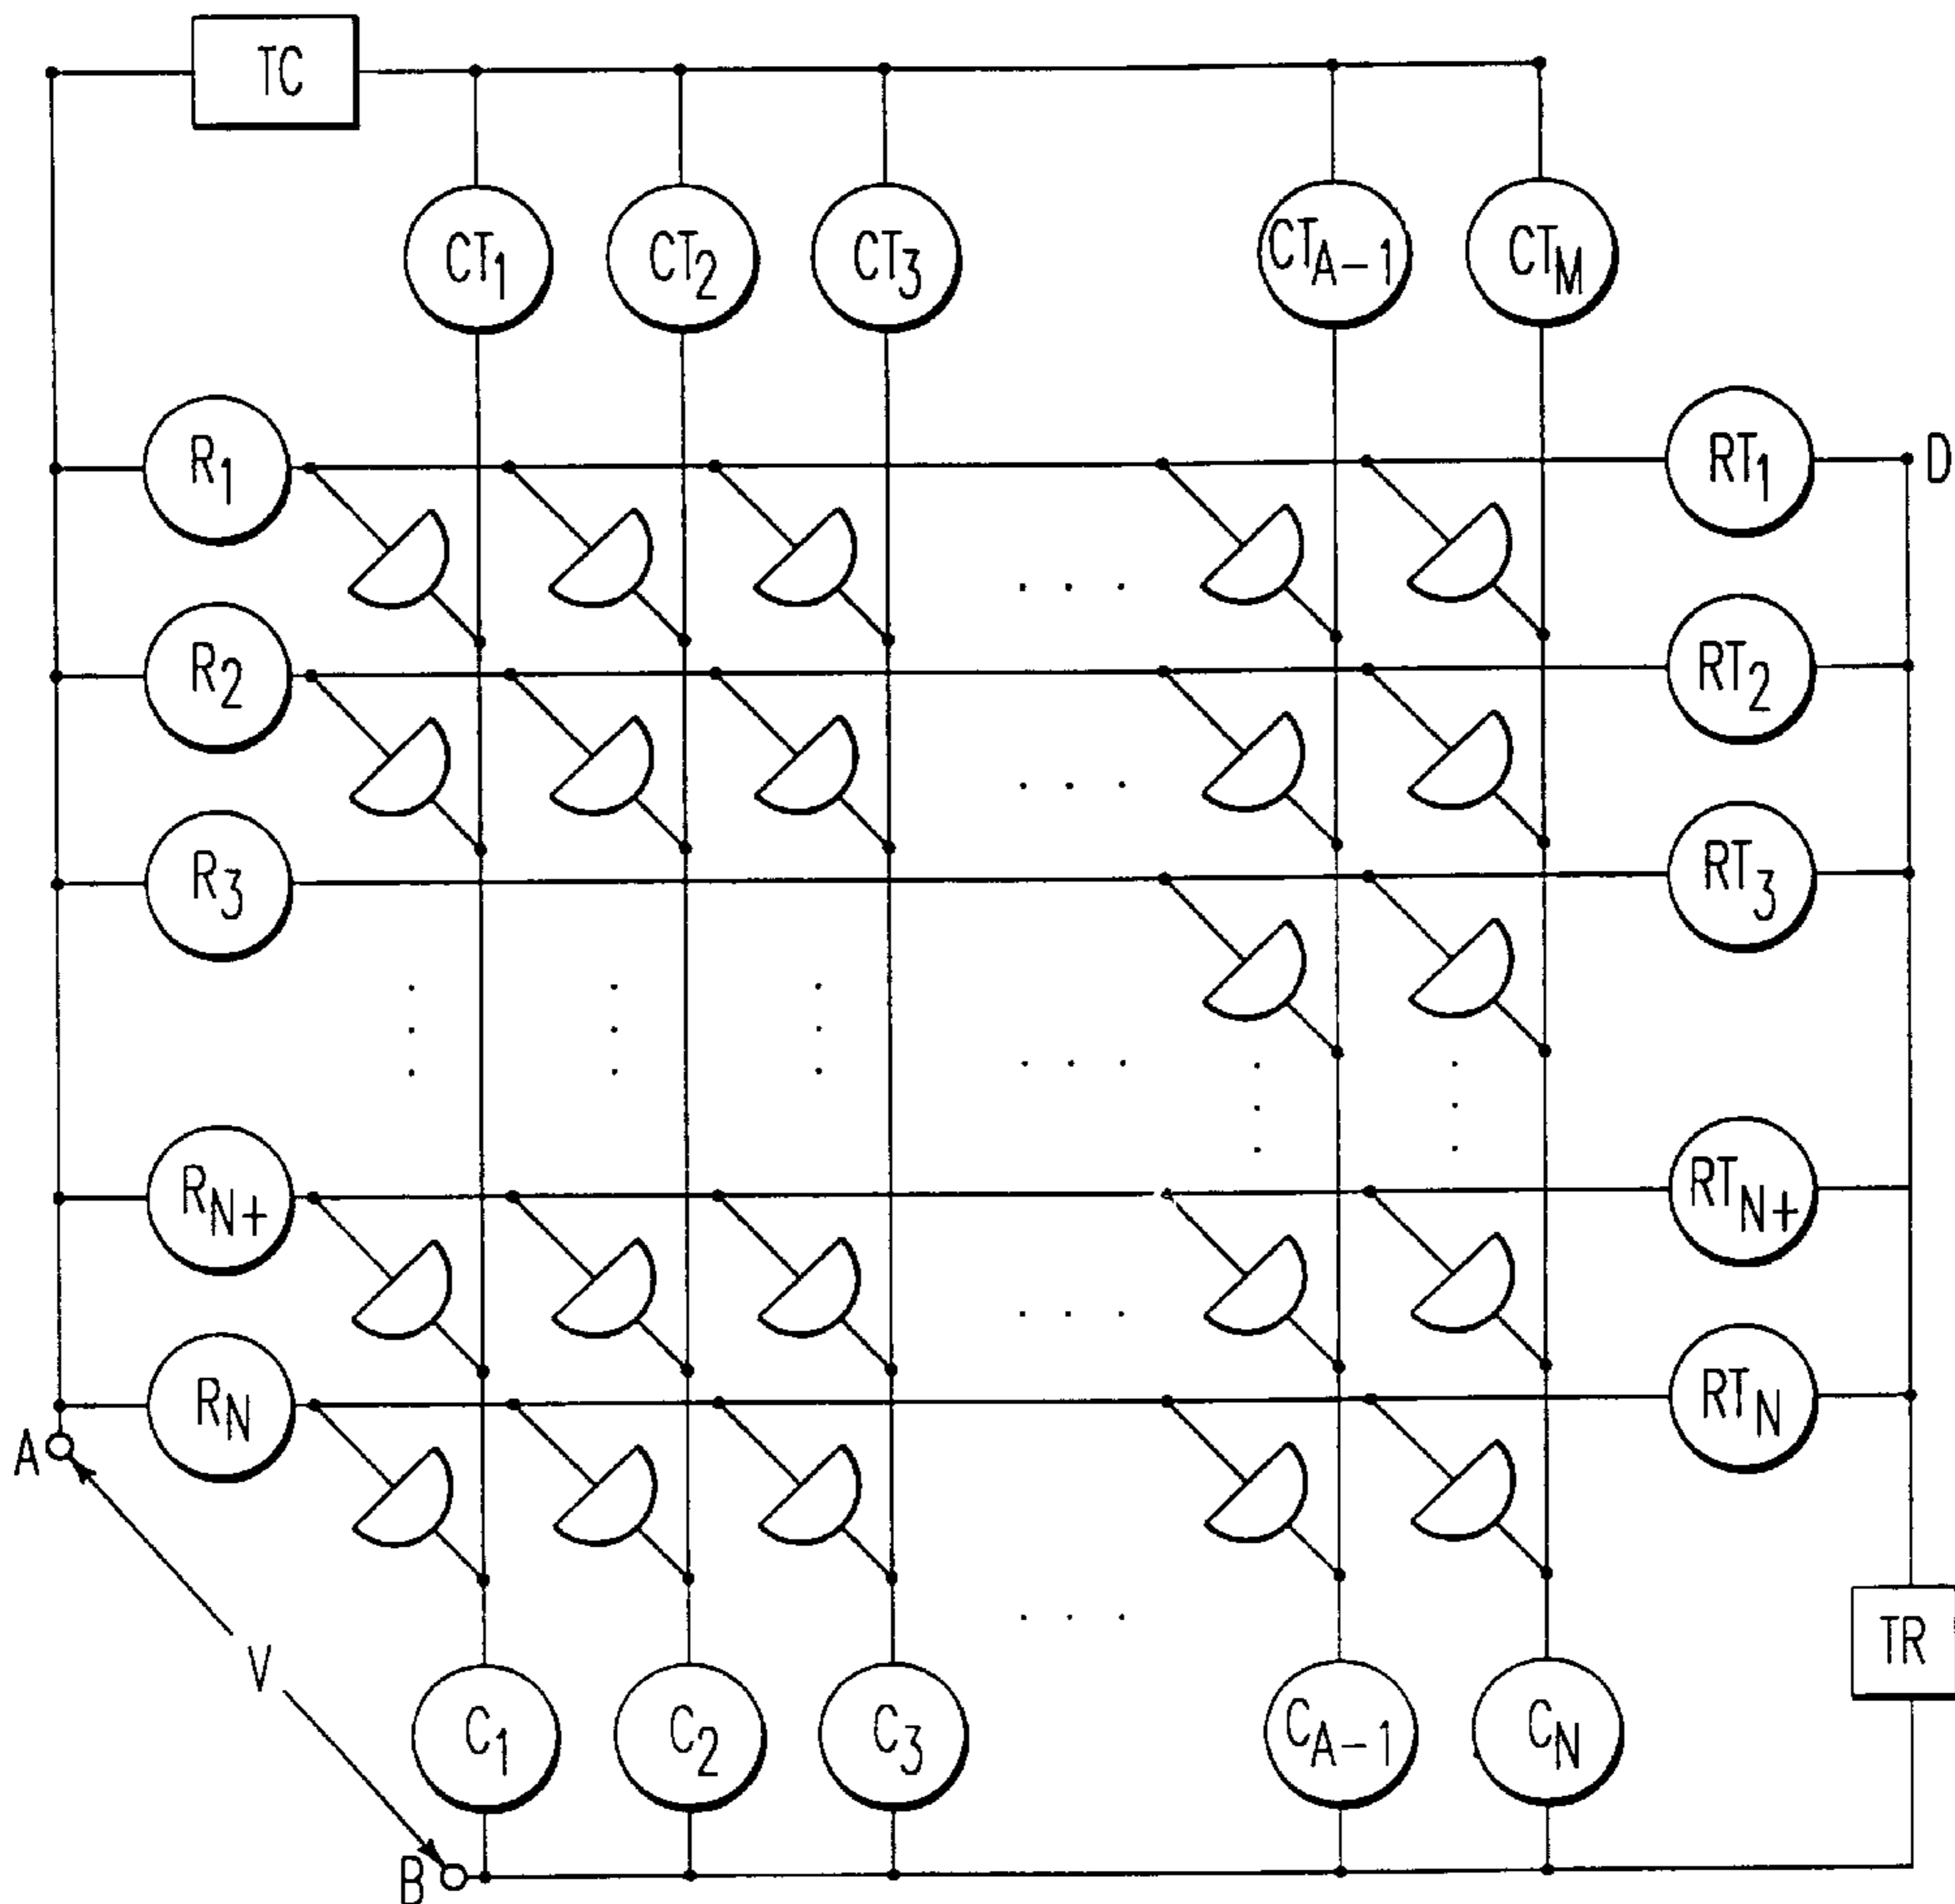 TC
CT1 CT2 CT3 CTA-1 CTM
R1 RT1 D
R2 RT2
R3 RT3
RN+ RTN+
RN RTN
A
V
TR
C1 C2 C3 CA-1 CN
B